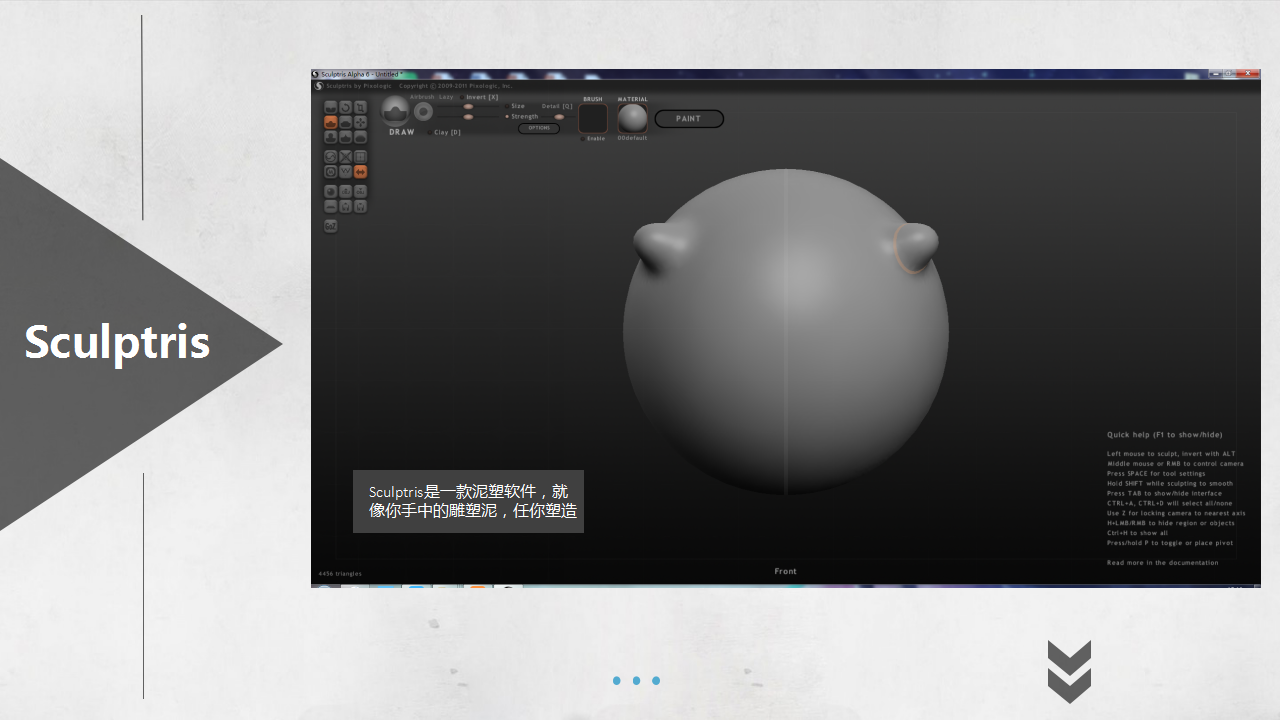 Sculptris Alpha 6 - Untitled *
Sculptris by Pixologic Copyright © 2009-2011 Pixologic, Inc.
Airbrush Lazy Invert [X]
Size Detail [Q]
Strength
OPTIONS
DRAW Clay [D]
BRUSH
Enable
MATERIAL
00default
PAINT
Sculptris
Sculptris是一款泥塑软件，就
像你手中的雕塑泥，任你塑造
Quick help (F1 to show/hide)
Left mouse to sculpt, invert with ALT
Middle mouse or RMB to control camera
Press SPACE for tool settings
Hold SHIFT while sculpting to smooth
Press TAB to show/hide interface
CTRL+A, CTRL+D will select all/none
Use Z for locking camera to nearest axis
H+LMB/RMB to hide region or objects
Ctrl+H to show all
Press/hold P to toggle or place pivot
Read more in the documentation
4456 triangles
Front